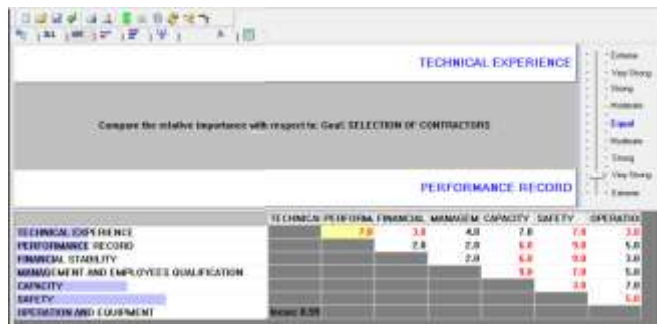 TECHNICAL EXPERIENCE
Extreme
Very Strong
Strong
Moderate
Equal
Moderate
Strong
Very Strong
Extreme
Compare the relative importance with respect to: Goal: SELECTION OF CONTRACTORS
PERFORMANCE RECORD
TECHNICA PERFORMA FINANCIAL MANAGEM CAPACITY SAFETY OPERATIO
TECHNICAL EXPERIENCE 7.0 3.0 4.0 7.0 7.0 3.0
PERFORMANCE RECORD 2.0 2.0 6.0 9.0 5.0
FINANCIAL STABILITY 2.0 6.0 9.0 3.0
MANAGEMENT AND EMPLOYEES QUALIFICATION 9.0 7.0 5.0
CAPACITY 3.0 7.0
SAFETY 5.0
OPERATION AND EQUIPMENT Incon: 0.59